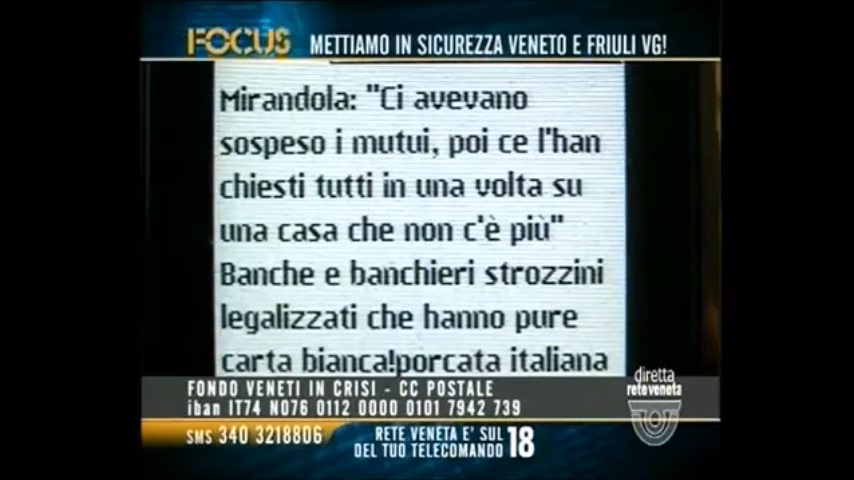 FOCUS METTIAMO IN SICUREZZA VENETO E FRIULI VG!
Mirandola: "Ci avevano
sospeso i mutui, poi ce l'han
chiesti tutti in una volta su
una casa che non c'è più"
Banche e banchieri strozzini
legalizzati che hanno pure
carta bianca!porcata italiana
FONDO VENETI IN CRISI - CC POSTALE
iban IT74 N076 0112 0000 0101 7942 739
diretta
reteveneta
SMS 340 3218806
RETE VENETA E' SUL
DEL TUO TELECOMANDO 18